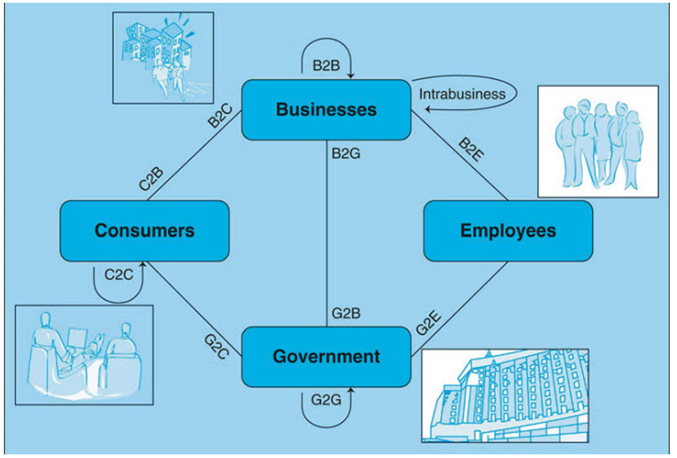 B2B
Businesses
Intrabusiness
B2C
B2G
B2E
C2B
Consumers
Employees
C2C
G2B
G2C
G2E
Government
G2G